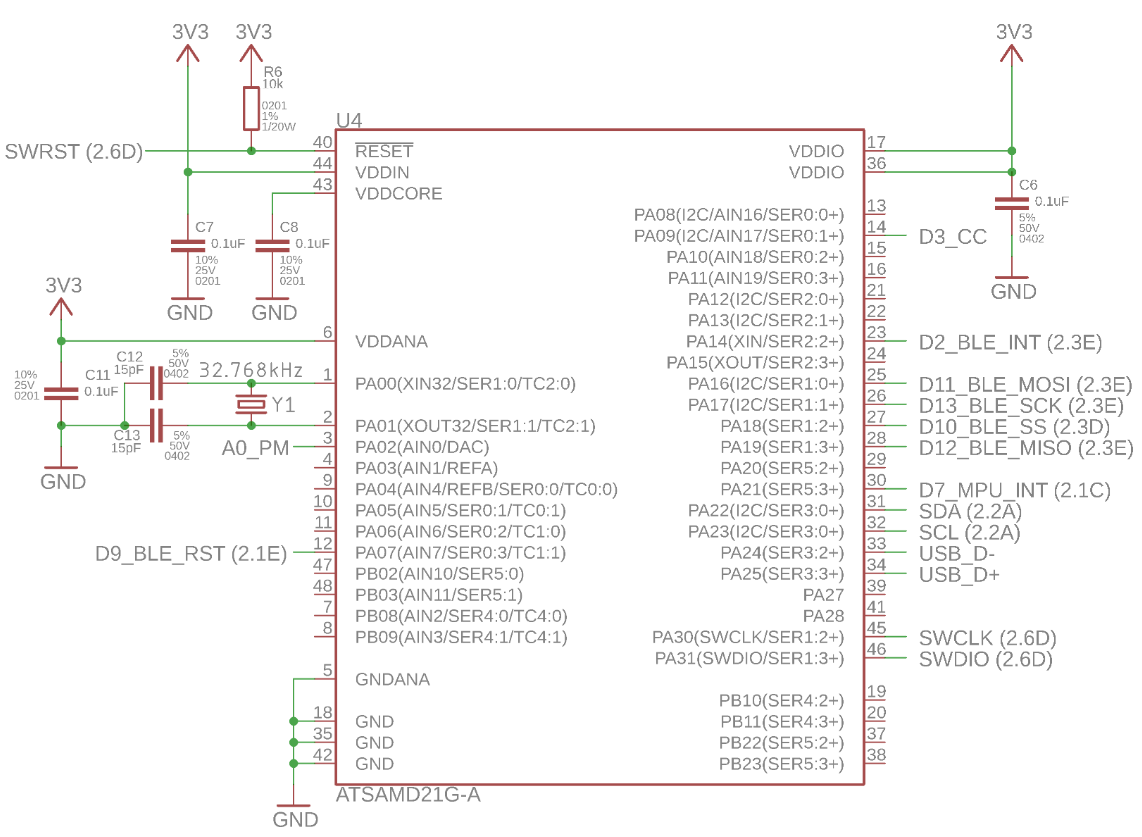 3V3
3V3
3V3
R6
10k
0201
1%
1/20W
U4
SWRST (2.6D)
40
RESET
44
VDDIN
43
VDDCORE
17
VDDIO
36
VDDIO
C6
0.1uF
5%
50V
0402
GND
C7
0.1uF
10%
25V
0201
GND
C8
0.1uF
10%
25V
0201
GND
3V3
6
VDDANA
C12
15pF
5%
50V
0402
32.768kHz
10%
25V
0201
C11
0.1uF
Y1
C13
15pF
5%
50V
0402
GND
1
PA00(XIN32/SER1:0/TC2:0)
2
PA01(XOUT32/SER1:1/TC2:1)
A0_PM
3
PA02(AIN0/DAC)
4
PA03(AIN1/REFA)
9
PA04(AIN4/REFB/SER0:0/TC0:0)
10
PA05(AIN5/SER0:1/TC0:1)
11
PA06(AIN6/SER0:2/TC1:0)
D9_BLE_RST (2.1E)
12
PA07(AIN7/SER0:3/TC1:1)
47
PB02(AIN10/SER5:0)
48
PB03(AIN11/SER5:1)
7
PB08(AIN2/SER4:0/TC4:0)
8
PB09(AIN3/SER4:1/TC4:1)
5
GNDANA
18
GND
35
GND
42
GND
GND
PA08(I2C/AIN16/SER0:0+)
13
PA09(I2C/AIN17/SER0:1+)
14
D3_CC
PA10(AIN18/SER0:2+)
15
PA11(AIN19/SER0:3+)
16
PA12(I2C/SER2:0+)
21
PA13(I2C/SER2:1+)
22
PA14(XIN/SER2:2+)
23
D2_BLE_INT (2.3E)
PA15(XOUT/SER2:3+)
24
PA16(I2C/SER1:0+)
25
D11_BLE_MOSI (2.3E)
PA17(I2C/SER1:1+)
26
D13_BLE_SCK (2.3E)
PA18(SER1:2+)
27
D10_BLE_SS (2.3D)
PA19(SER1:3+)
28
D12_BLE_MISO (2.3E)
PA20(SER5:2+)
29
PA21(SER5:3+)
30
D7_MPU_INT (2.1C)
PA22(I2C/SER3:0+)
31
SDA (2.2A)
PA23(I2C/SER3:1+)
32
SCL (2.2A)
PA24(SER3:2+)
33
USB_D-
PA25(SER3:3+)
34
USB_D+
PA27
39
PA28
41
PA30(SWCLK/SER1:2+)
45
SWCLK (2.6D)
PA31(SWDIO/SER1:3+)
46
SWDIO (2.6D)
PB10(SER4:2+)
19
PB11(SER4:3+)
20
PB22(SER5:2+)
37
PB23(SER5:3+)
38
ATSAMD21G-A